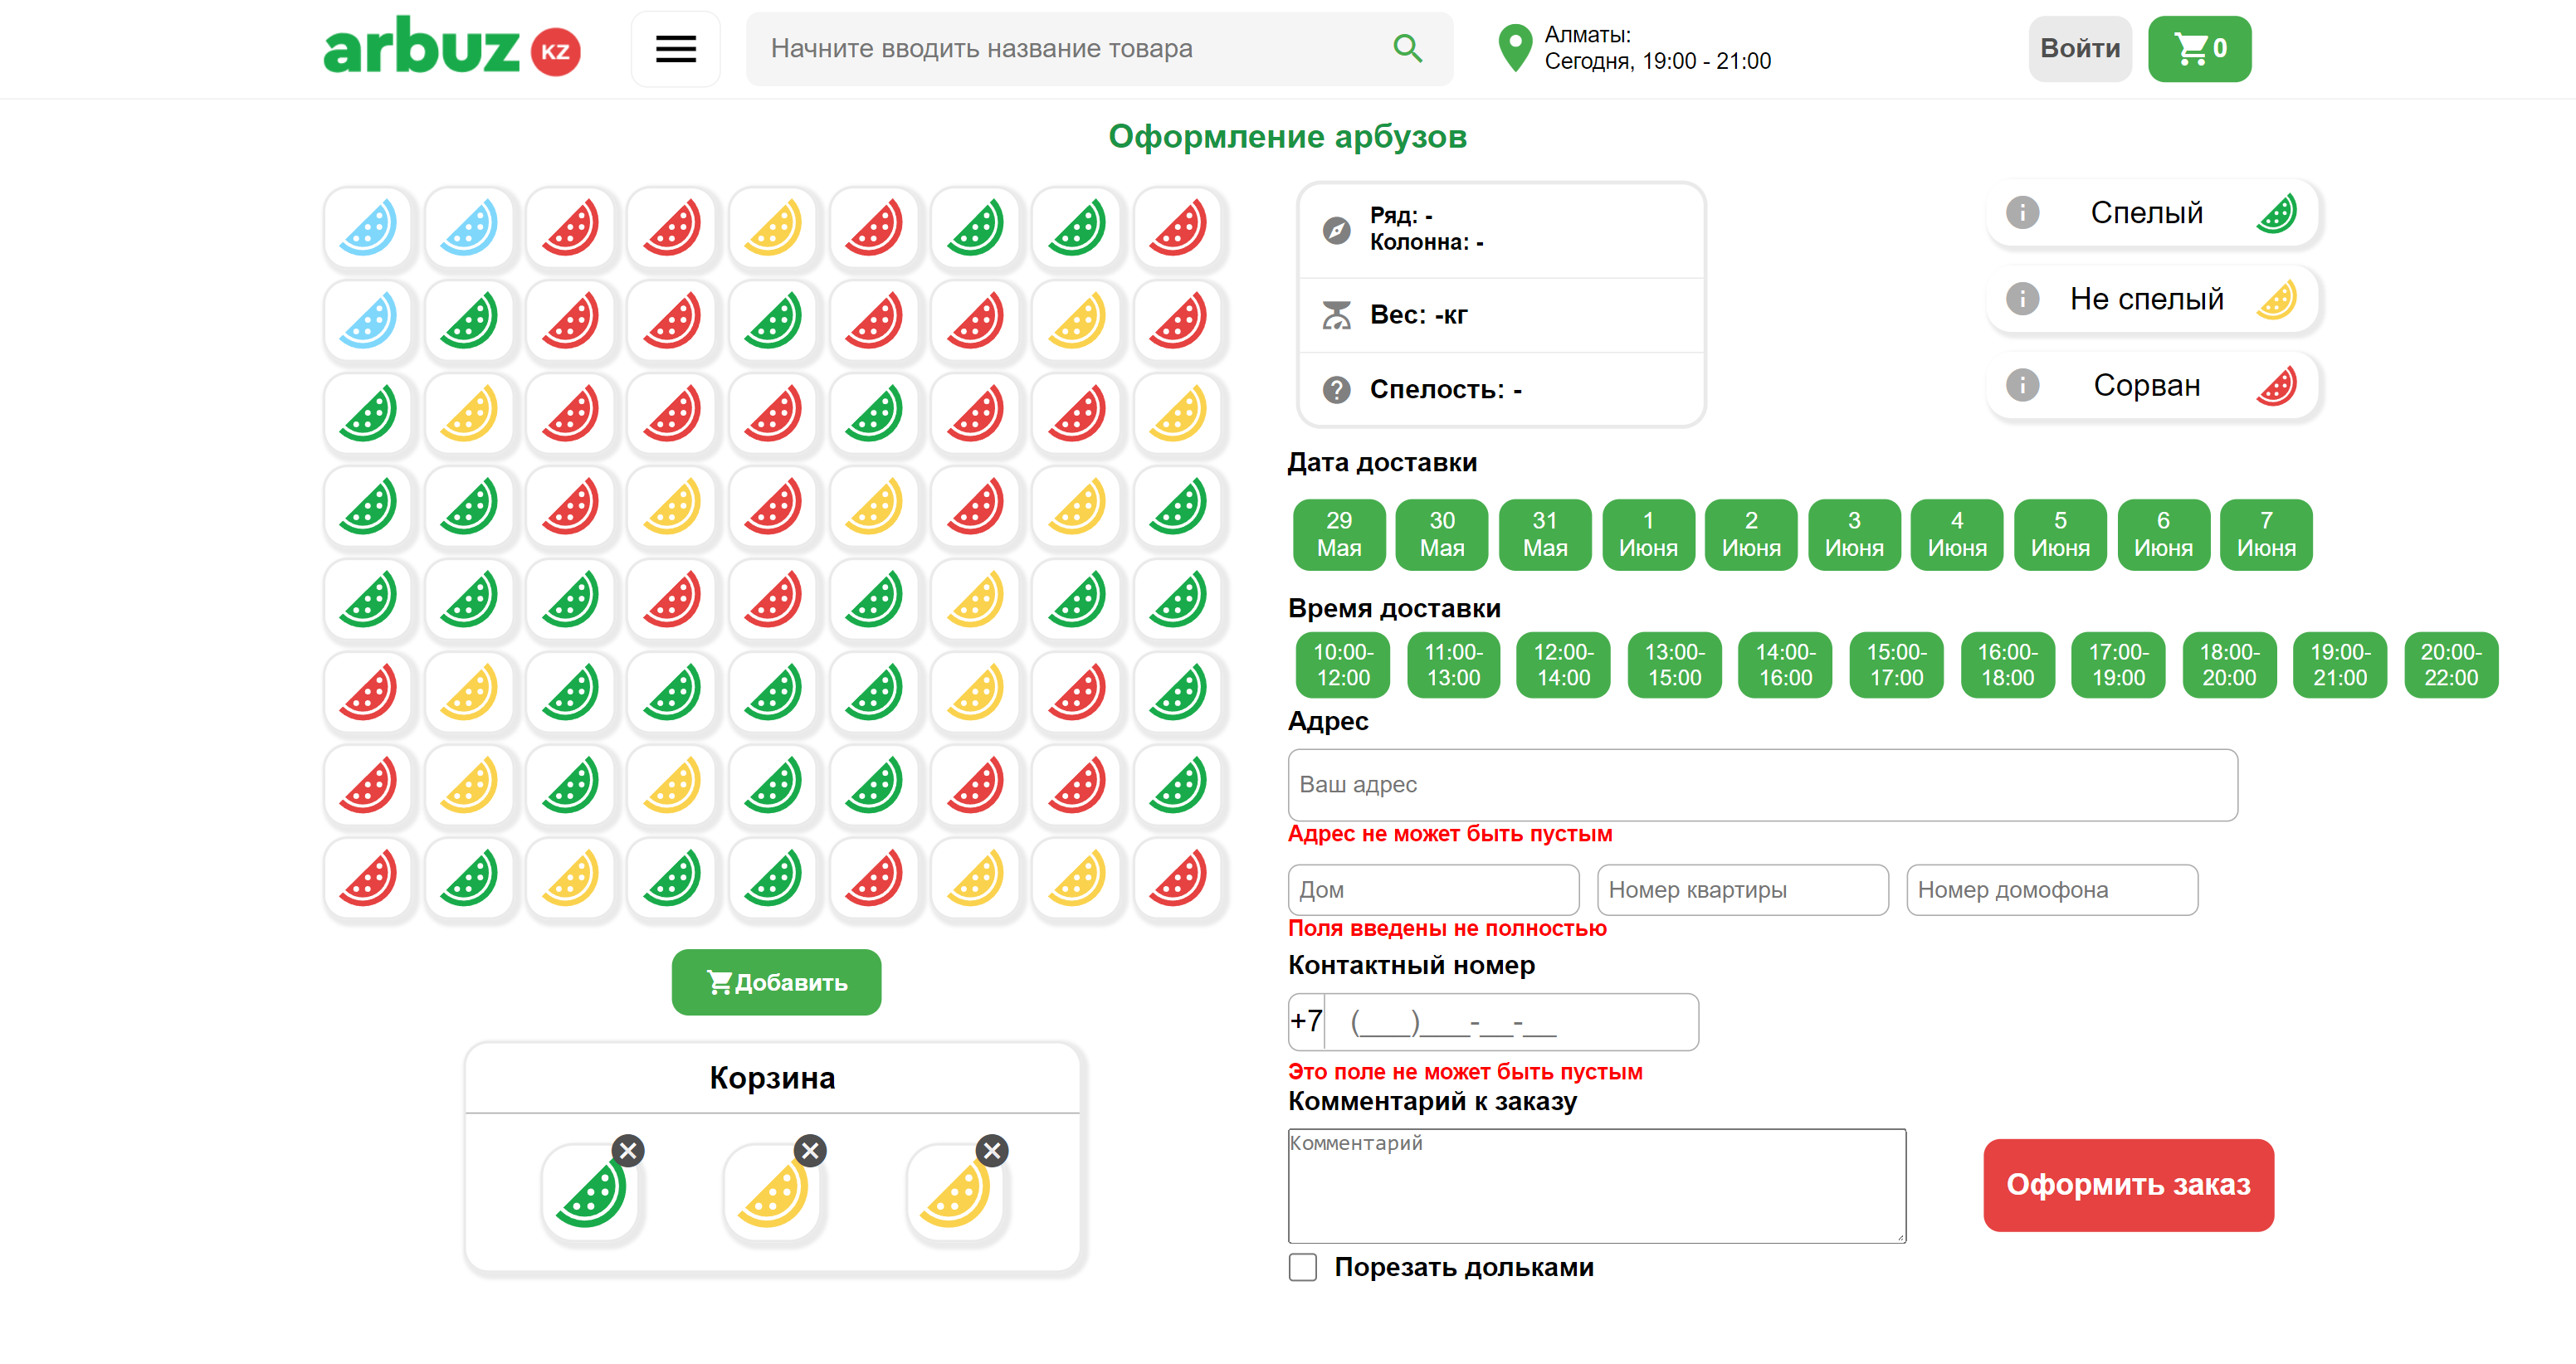 arbuz KZ
Начните вводить название товара
Алматы:
Сегодня, 19:00 - 21:00
Войти
0
Оформление арбузов
Ряд: -
Колонна: -
Вес: -кг
Спелость: -
Спелый
Не спелый
Сорван
Дата доставки
29
Мая
30
Мая
31
Мая
1
Июня
2
Июня
3
Июня
4
Июня
5
Июня
6
Июня
7
Июня
Время доставки
10:00-
12:00
11:00-
13:00
12:00-
14:00
13:00-
15:00
14:00-
16:00
15:00-
17:00
16:00-
18:00
17:00-
19:00
18:00-
20:00
19:00-
21:00
20:00-
22:00
Адрес
Ваш адрес
Адрес не может быть пустым
Дом
Номер квартиры
Номер домофона
Поля введены не полностью
Контактный номер
+7 (___)___-__-__
Это поле не может быть пустым
Комментарий к заказу
Комментарий
Оформить заказ
Порезать дольками
Добавить
Корзина